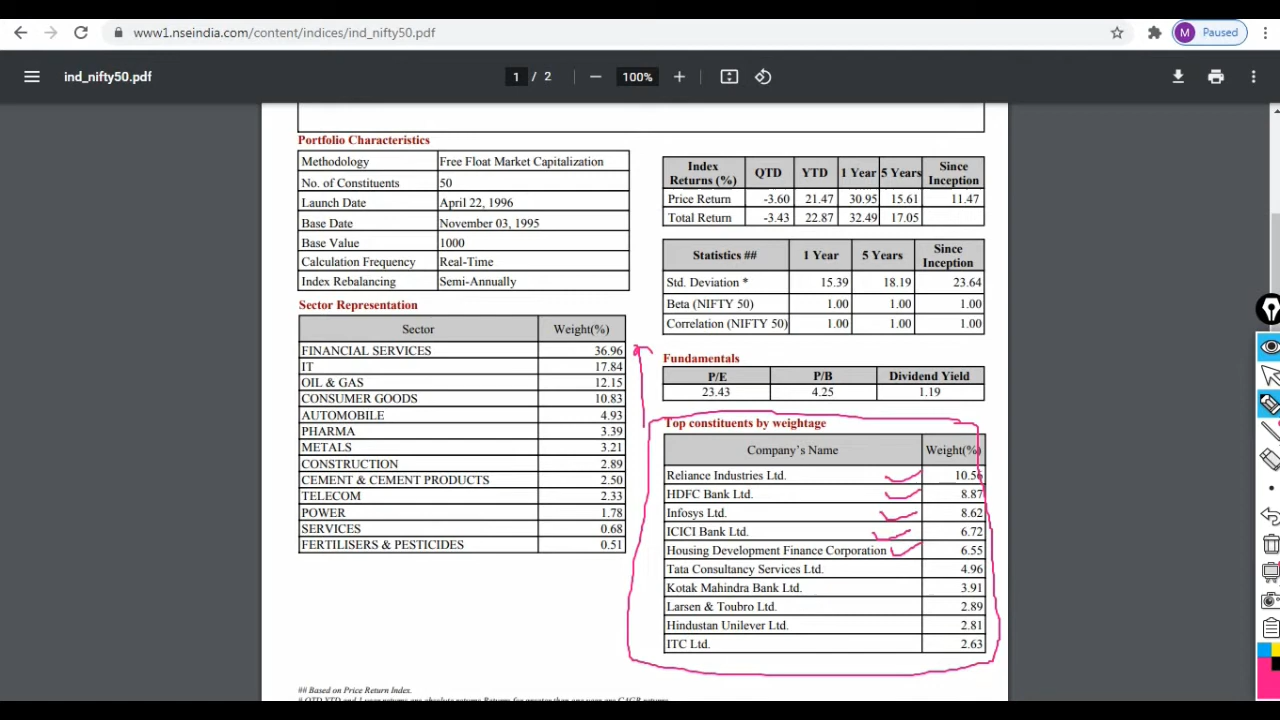 www1.nseindia.com/content/indices/ind_nifty50.pdf
M Paused
ind_nifty50.pdf
1 / 2
100%
Portfolio Characteristics
Methodology Free Float Market Capitalization
No. of Constituents 50
Launch Date April 22, 1996
Base Date November 03, 1995
Base Value 1000
Calculation Frequency Real-Time
Index Rebalancing Semi-Annually
Sector Representation
Sector Weight(%)
FINANCIAL SERVICES 36.96
IT 17.84
OIL & GAS 12.15
CONSUMER GOODS 10.83
AUTOMOBILE 4.93
PHARMA 3.39
METALS 3.21
CONSTRUCTION 2.89
CEMENT & CEMENT PRODUCTS 2.50
TELECOM 2.33
POWER 1.78
SERVICES 0.68
FERTILISERS & PESTICIDES 0.51
Index Returns (%) QTD YTD 1 Year 5 Years Since Inception
Price Return -3.60 21.47 30.95 15.61 11.47
Total Return -3.43 22.87 32.49 17.05
Statistics ## 1 Year 5 Years Since Inception
Std. Deviation * 15.39 18.19 23.64
Beta (NIFTY 50) 1.00 1.00 1.00
Correlation (NIFTY 50) 1.00 1.00 1.00
Fundamentals
P/E P/B Dividend Yield
23.43 4.25 1.19
Top constituents by weightage
Company's Name Weight(%)
Reliance Industries Ltd. 10.56
HDFC Bank Ltd. 8.87
Infosys Ltd. 8.62
ICICI Bank Ltd. 6.72
Housing Development Finance Corporation 6.55
Tata Consultancy Services Ltd. 4.96
Kotak Mahindra Bank Ltd. 3.91
Larsen & Toubro Ltd. 2.89
Hindustan Unilever Ltd. 2.81
ITC Ltd. 2.63
## Based on Price Return Index.